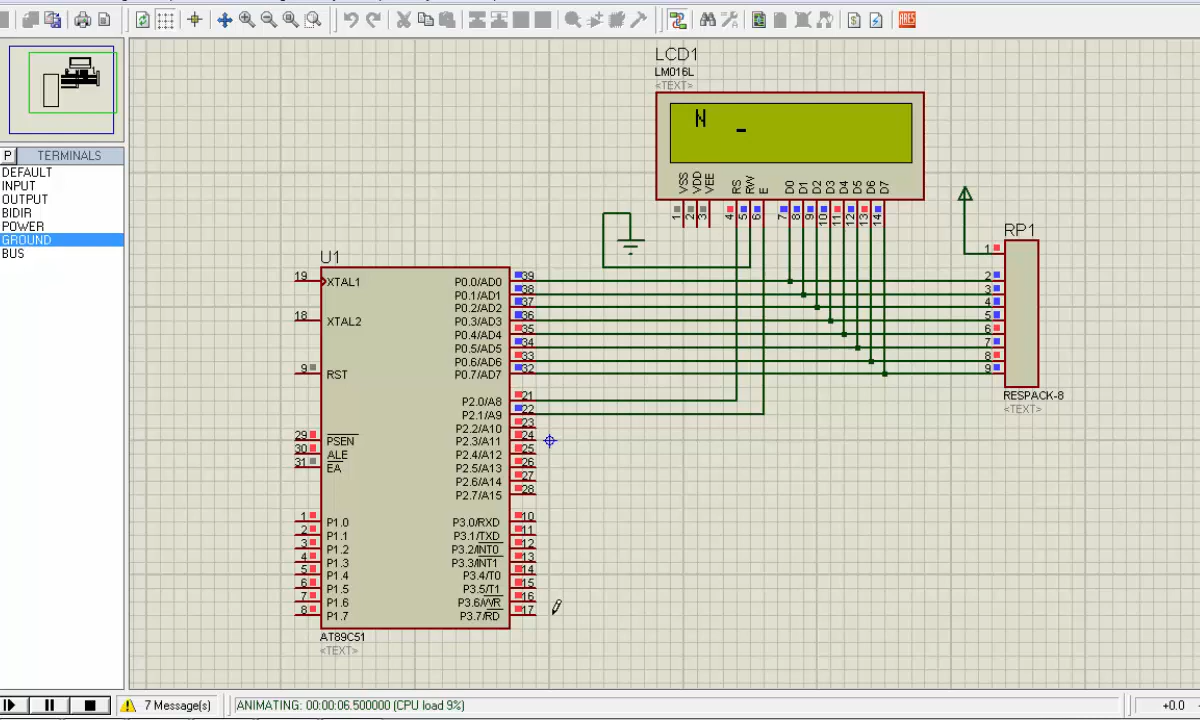 ARES
LCD1
LM016L
<TEXT>
N _
VSS VDD VEE RS RW E D0 D1 D2 D3 D4 D5 D6 D7
1 2 3 4 5 6 7 8 9 10 11 12 13 14
P TERMINALS
DEFAULT
INPUT
OUTPUT
BIDIR
POWER
GROUND
BUS
RP1
1
2
3
4
5
6
7
8
9
RESPACK-8
<TEXT>
U1
19 XTAL1 P0.0/AD0 39
P0.1/AD1 38
P0.2/AD2 37
18 XTAL2 P0.3/AD3 36
P0.4/AD4 35
P0.5/AD5 34
P0.6/AD6 33
9 RST P0.7/AD7 32
P2.0/A8 21
P2.1/A9 22
P2.2/A10 23
29 PSEN P2.3/A11 24
30 ALE P2.4/A12 25
31 EA P2.5/A13 26
P2.6/A14 27
P2.7/A15 28
1 P1.0 P3.0/RXD 10
2 P1.1 P3.1/TXD 11
3 P1.2 P3.2/INT0 12
4 P1.3 P3.3/INT1 13
5 P1.4 P3.4/T0 14
6 P1.5 P3.5/T1 15
7 P1.6 P3.6/WR 16
8 P1.7 P3.7/RD 17
AT89C51
<TEXT>
7 Message(s) ANIMATING: 00:00:06.500000 (CPU load 9%) +0.0